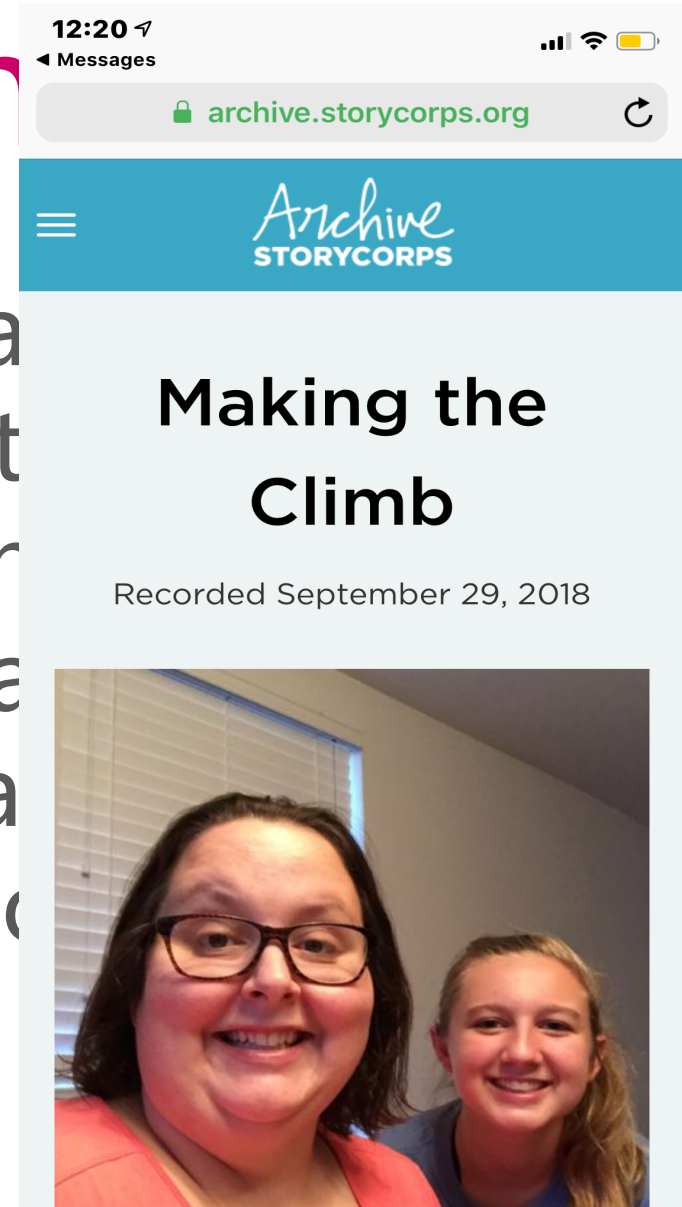 12:20
Messages
archive.storycorps.org
Archive
STORYCORPS
Making the
Climb
Recorded September 29, 2018